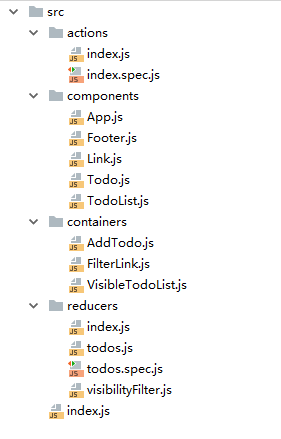 src
actions
index.js
index.spec.js
components
App.js
Footer.js
Link.js
Todo.js
TodoList.js
containers
AddTodo.js
FilterLink.js
VisibleTodoList.js
reducers
index.js
todos.js
todos.spec.js
visibilityFilter.js
index.js